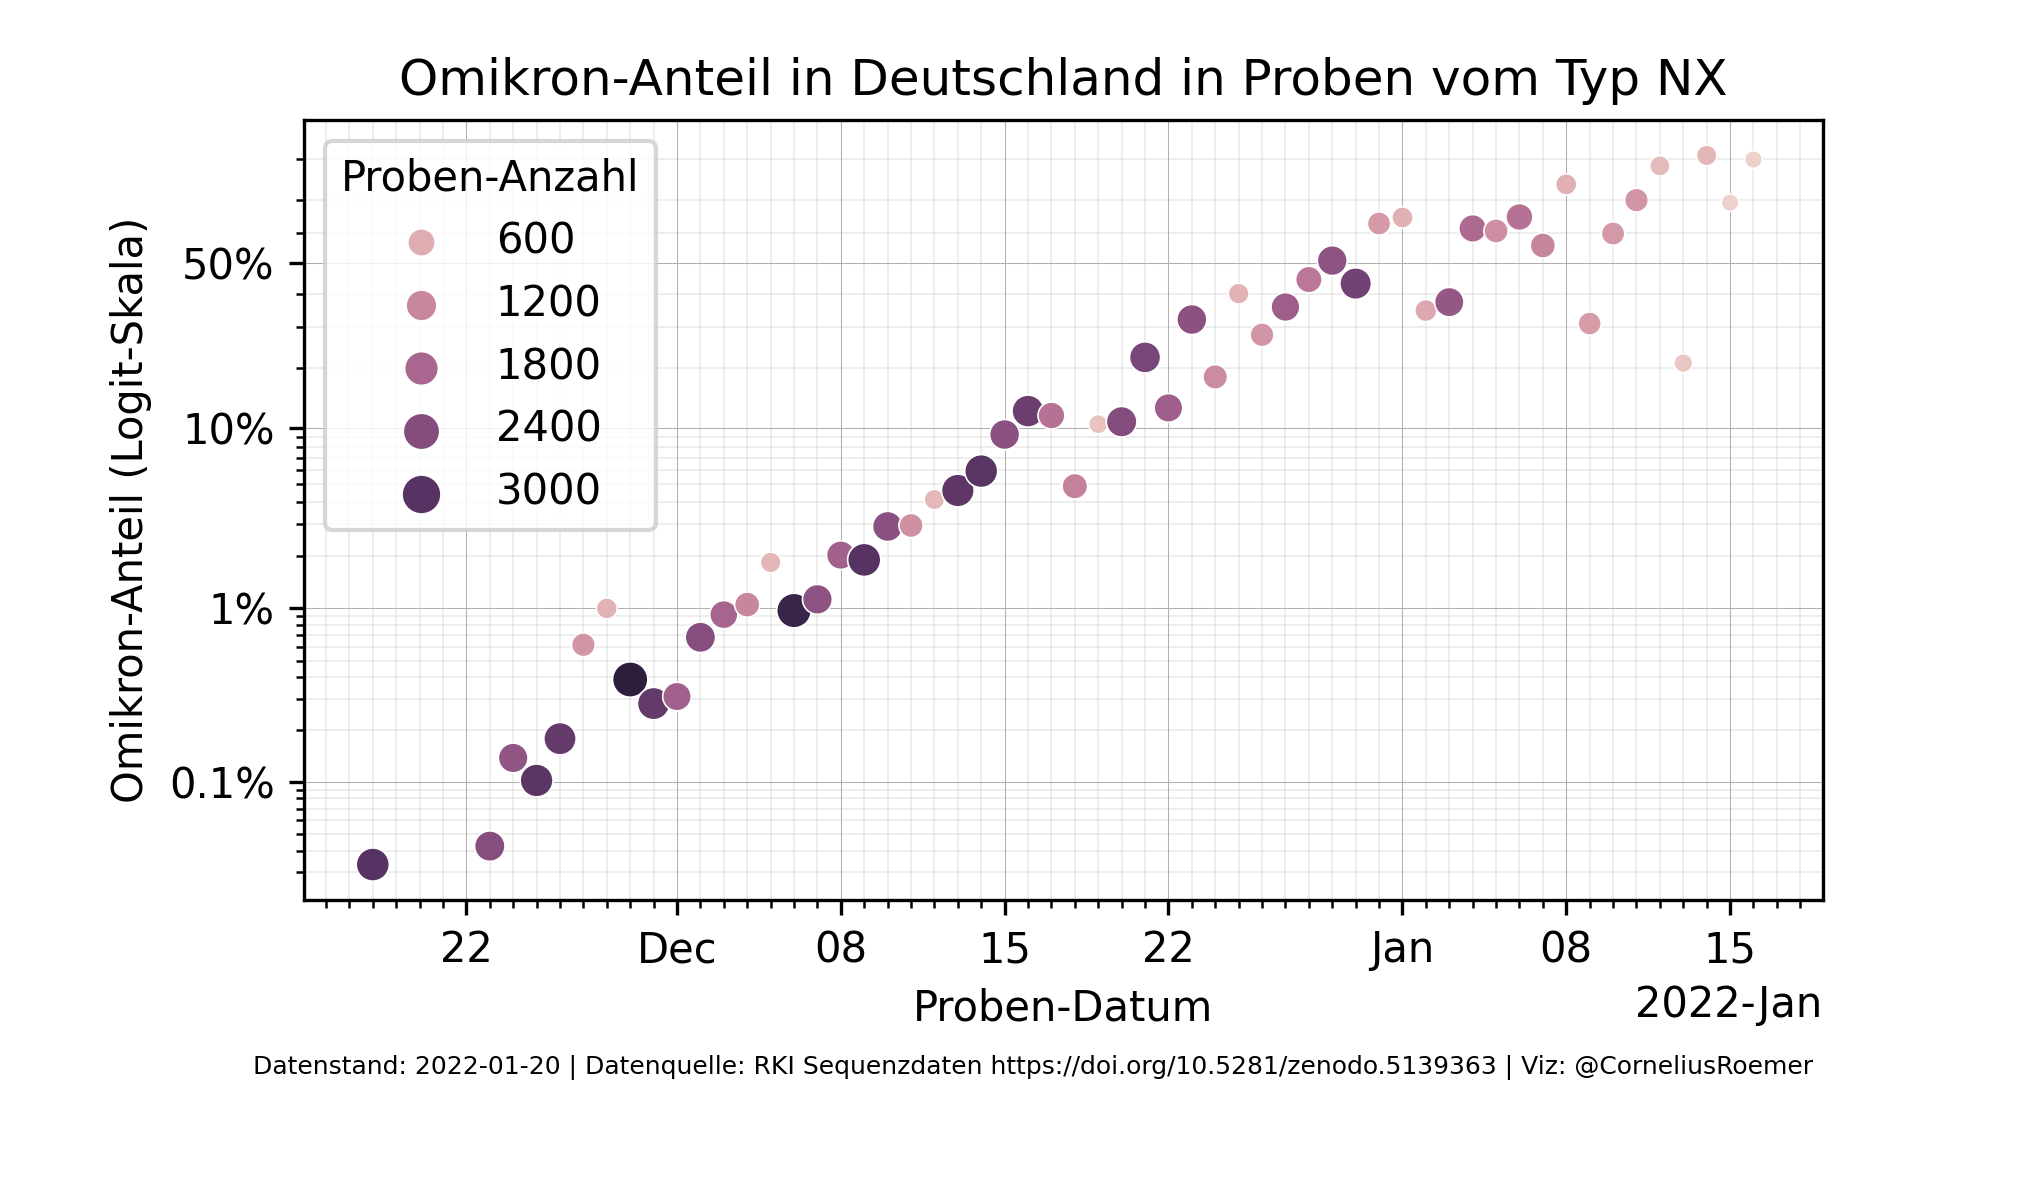 Omikron-Anteil in Deutschland in Proben vom Typ NX
Proben-Anzahl
600
1200
1800
2400
3000
Omikron-Anteil (Logit-Skala)
50%
10%
1%
0.1%
22 Dec 08 15 22 Jan 08 15
Proben-Datum
2022-Jan
Datenstand: 2022-01-20 | Datenquelle: RKI Sequenzdaten https://doi.org/10.5281/zenodo.5139363 | Viz: @CorneliusRoemer